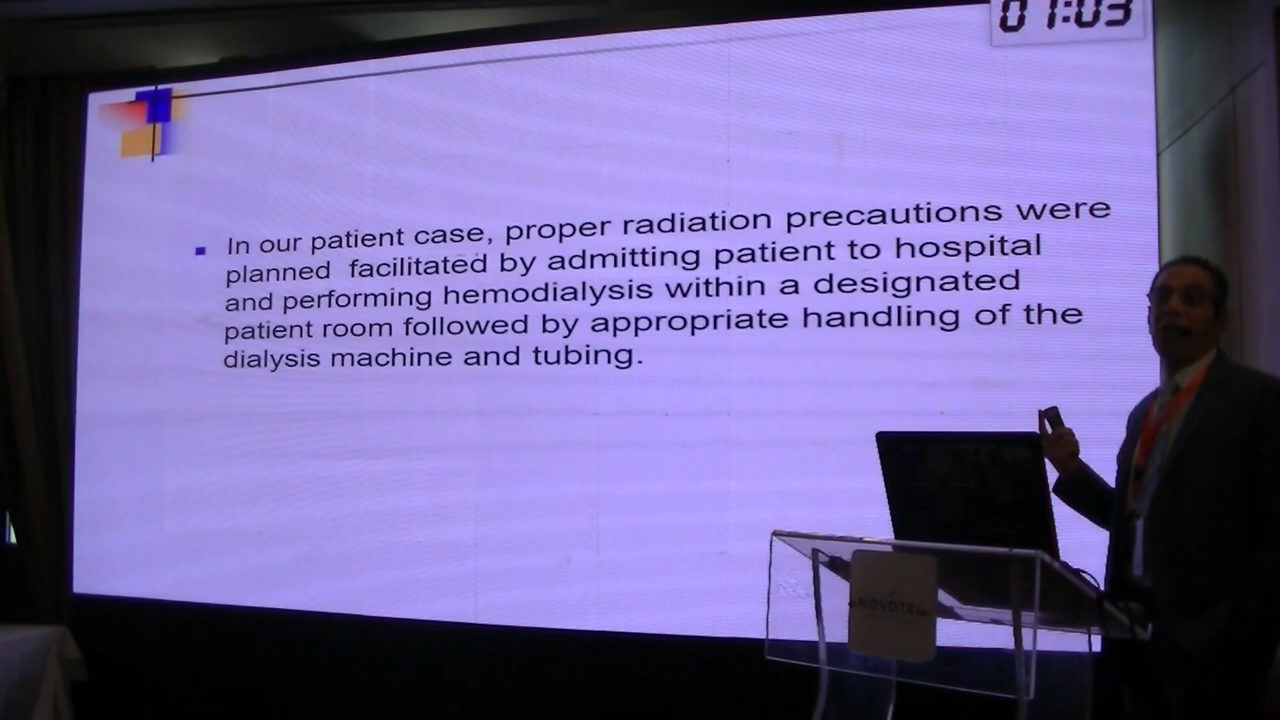 01:03
In our patient case, proper radiation precautions were
planned facilitated by admitting patient to hospital
and performing hemodialysis within a designated
patient room followed by appropriate handling of the
dialysis machine and tubing.
NOVOTEL